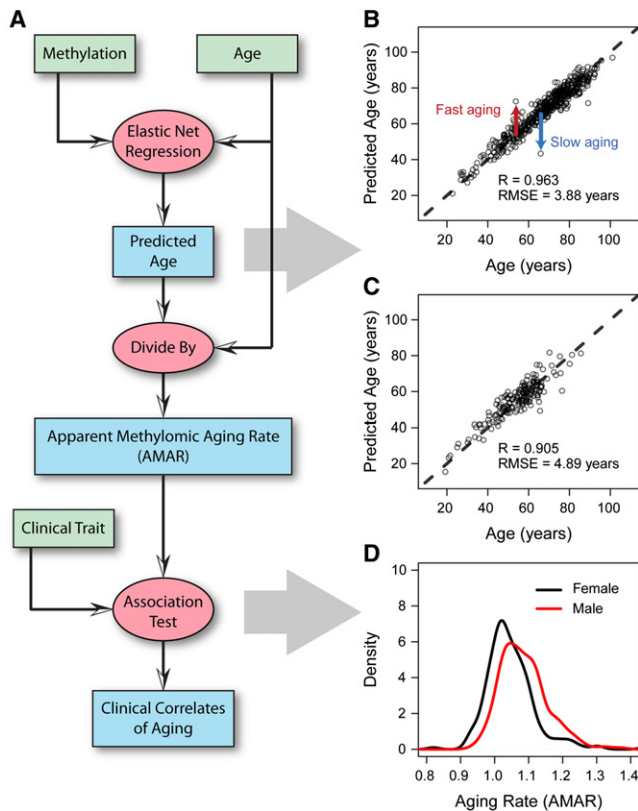 A
Methylation
Age
Elastic Net
Regression
Predicted
Age
Divide By
Apparent Methylomic Aging Rate
(AMAR)
Clinical Trait
Association
Test
Clinical Correlates
of Aging
B
Predicted Age (years)
100
80
60
40
20
Fast aging
Slow aging
R = 0.963
RMSE = 3.88 years
20 40 60 80 100
Age (years)
C
Predicted Age (years)
100
80
60
40
20
R = 0.905
RMSE = 4.89 years
20 40 60 80 100
Age (years)
D
Density
10
8
6
4
2
0
Female
Male
0.8 0.9 1.0 1.1 1.2 1.3 1.4
Aging Rate (AMAR)